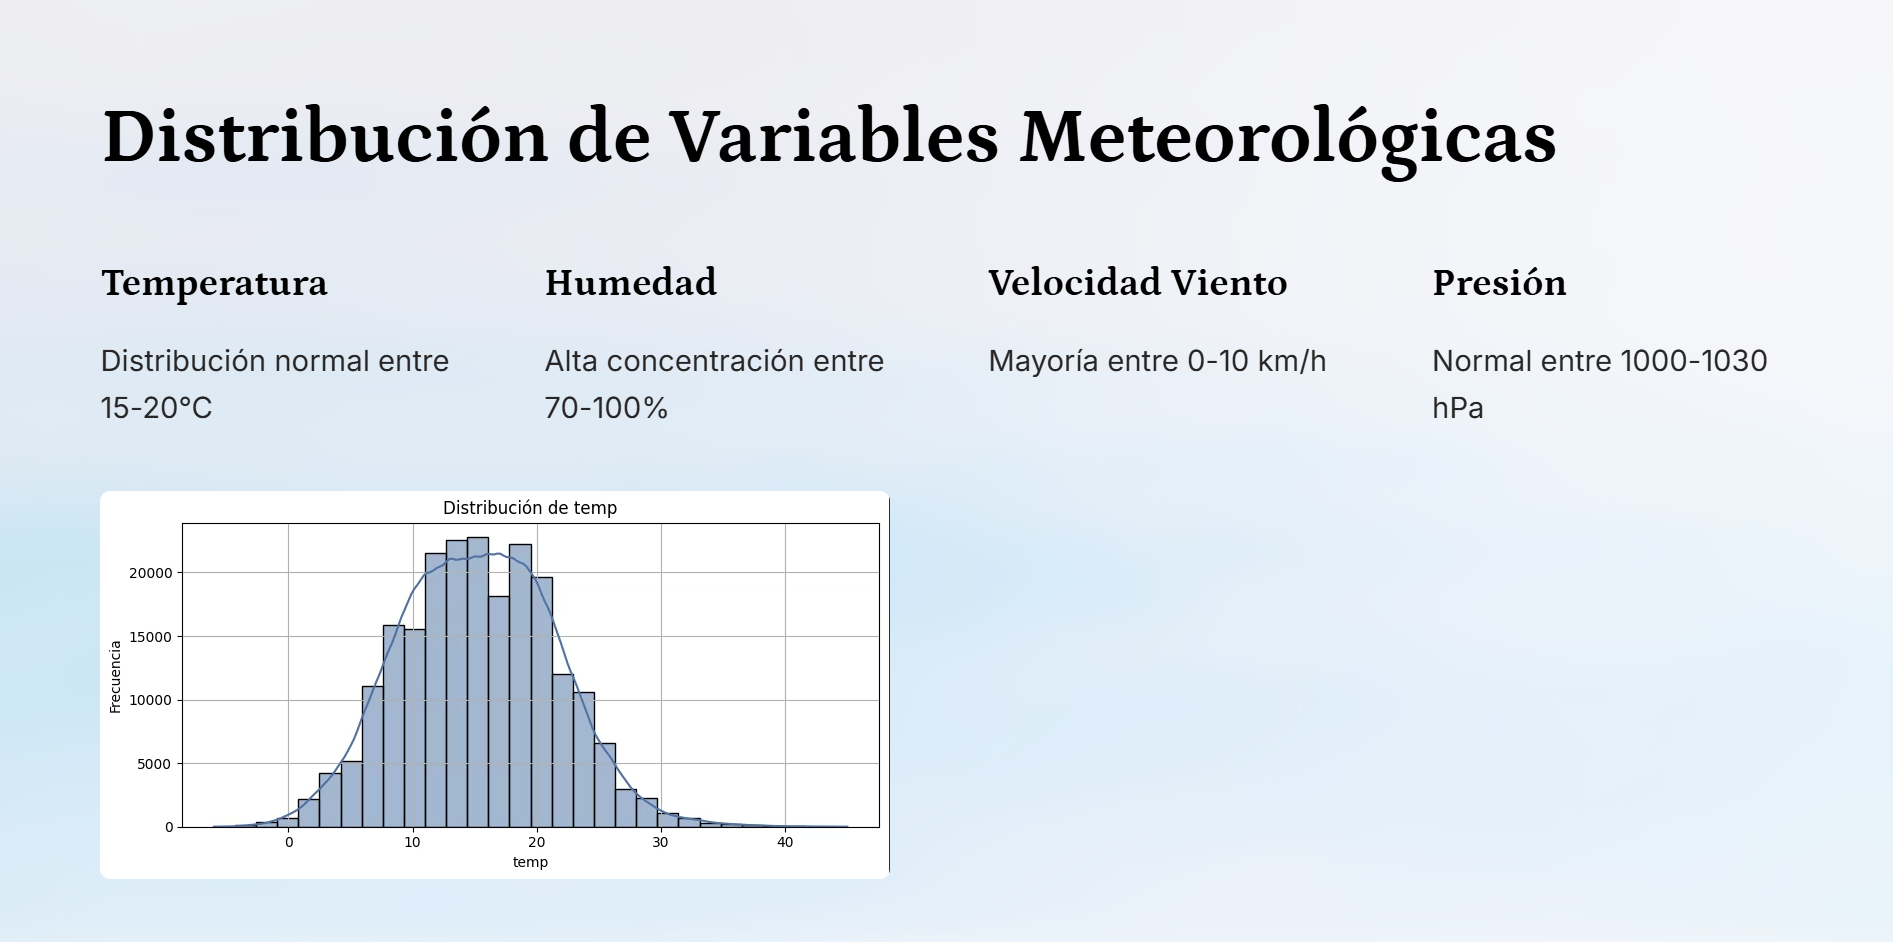 Distribución de Variables Meteorológicas
Temperatura
Distribución normal entre
15-20°C
Humedad
Alta concentración entre
70-100%
Velocidad Viento
Mayoría entre 0-10 km/h
Presión
Normal entre 1000-1030
hPa
Distribución de temp
Frecuencia
20000
15000
10000
5000
0
0 10 20 30 40
temp